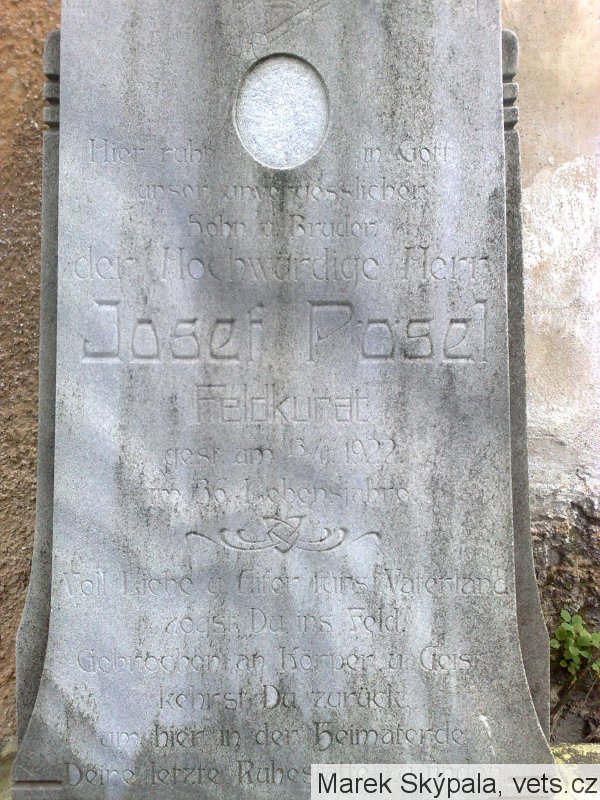 Hier ruht in Gott
unser unvergesslicher
Sohn u. Bruder
der Hochwürdige Herr
Josef Posel
Feldkurat
gest. am 13/1. 1922
im 36. Lebensjahre
Voll Liebe u. Eifer fürs Vaterland
zogst Du ins Feld.
Gebrochen an Körper u. Geist
kehrst Du zurück,
um hier in der Heimaterde
Deine letzte
Marek Skýpala, vets.cz